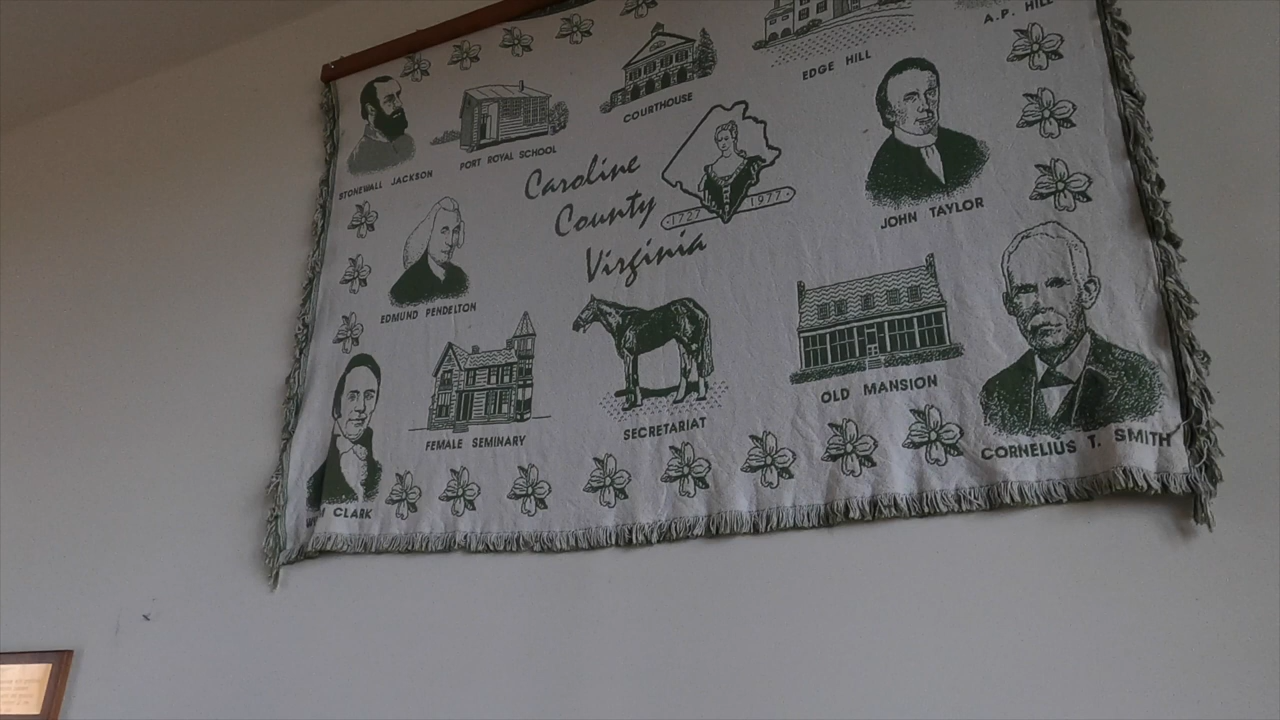 A.P. HILL
EDGE HILL
COURTHOUSE
PORT ROYAL SCHOOL
STONEWALL JACKSON
Caroline
County
Virginia
1727 1977
JOHN TAYLOR
EDMUND PENDELTON
OLD MANSION
SECRETARIAT
FEMALE SEMINARY
CORNELIUS T. SMITH
CLARK